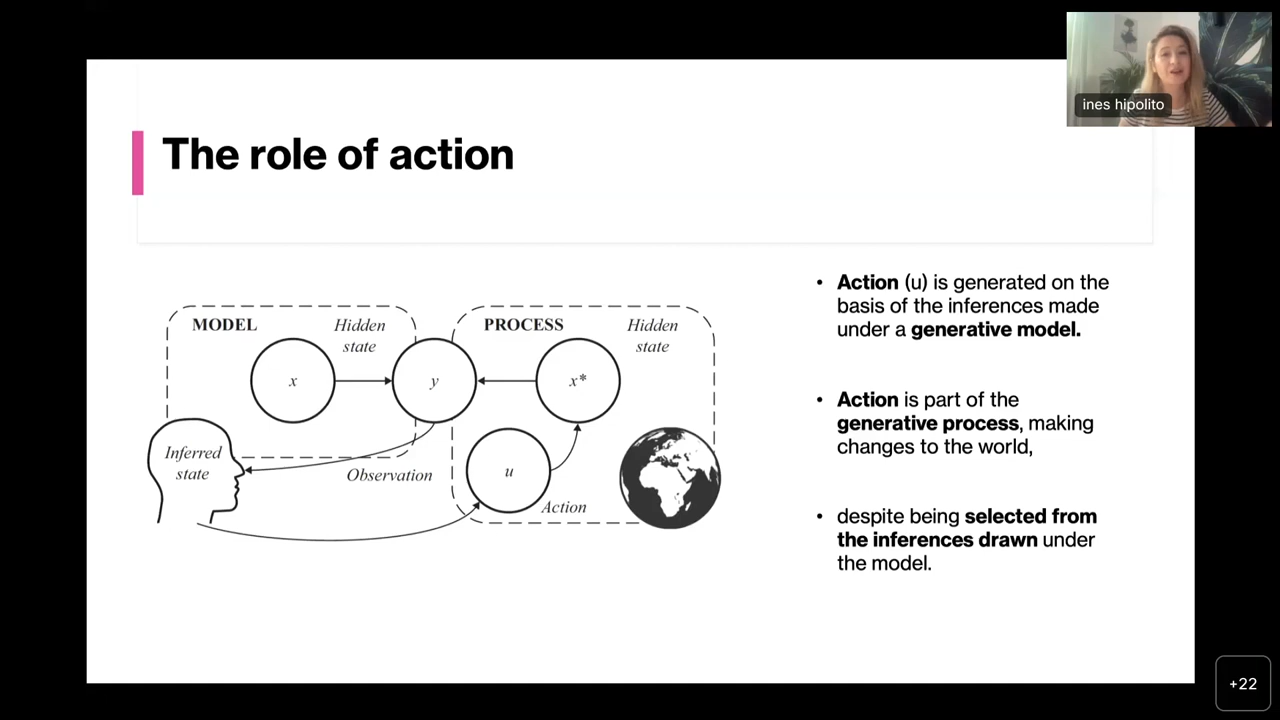 ines hipolito
The role of action
MODEL
Hidden
state
PROCESS
Hidden
state
x
y
x*
Inferred
state
Observation
u
Action
• Action (u) is generated on the
basis of the inferences made
under a generative model.
• Action is part of the
generative process, making
changes to the world,
• despite being selected from
the inferences drawn under
the model.
+22